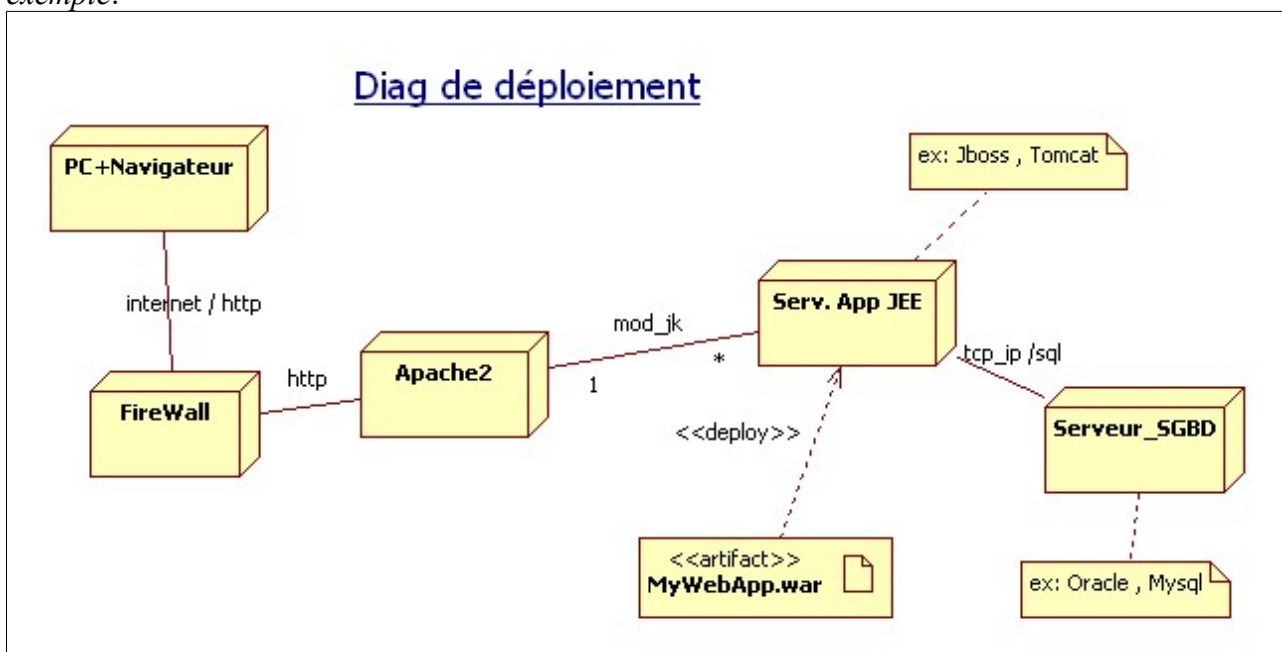 exemple:
Diag de déploiement
PC+Navigateur
ex: Jboss , Tomcat
internet / http
Serv. App JEE
mod_jk
*
1
tcp_ip /sql
Apache2
http
FireWall
<<deploy>>
Serveur_SGBD
<<artifact>>
MyWebApp.war
ex: Oracle , Mysql